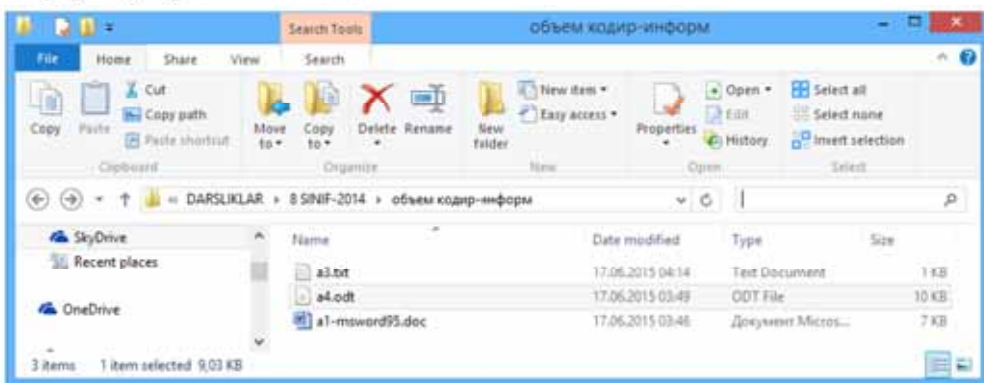 Search Tools объем кодир-информ
File Home Share View Search
Copy Paste Cut Copy path Paste shortcut Move to Copy to Delete Rename New folder New item Easy access Properties Open Edit History Select all Select none Invert selection
Clipboard Organize New Open Select
« DARSLIKLAR 8 SINIF-2014 объем кодир-информ
SkyDrive
Recent places
OneDrive
Name Date modified Type Size
a3.txt 17.06.2015 04:14 Text Document 1 KB
a4.odt 17.06.2015 03:49 ODT File 10 KB
a1-msword95.doc 17.06.2015 03:46 Документ Micros... 7 KB
3 items 1 item selected 9,03 KB